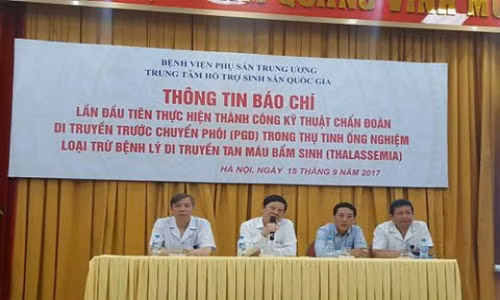 QUANG VINH M
BỆNH VIỆN PHỤ SẢN TRUNG ƯƠNG
TRUNG TÂM HỖ TRỢ SINH SẢN QUỐC GIA
THÔNG TIN BÁO CHÍ
LẦN ĐẦU TIÊN THỰC HIỆN THÀNH CÔNG KỸ THUẬT CHẨN ĐOÁN
DI TRUYỀN TRƯỚC CHUYỂN PHÔI (PGD) TRONG THỤ TINH ỐNG NGHIỆM
LOẠI TRỪ BỆNH LÝ DI TRUYỀN TAN MÁU BẨM SINH (THALASSEMIA)
HÀ NỘI, NGÀY 15 THÁNG 9 NĂM 2017